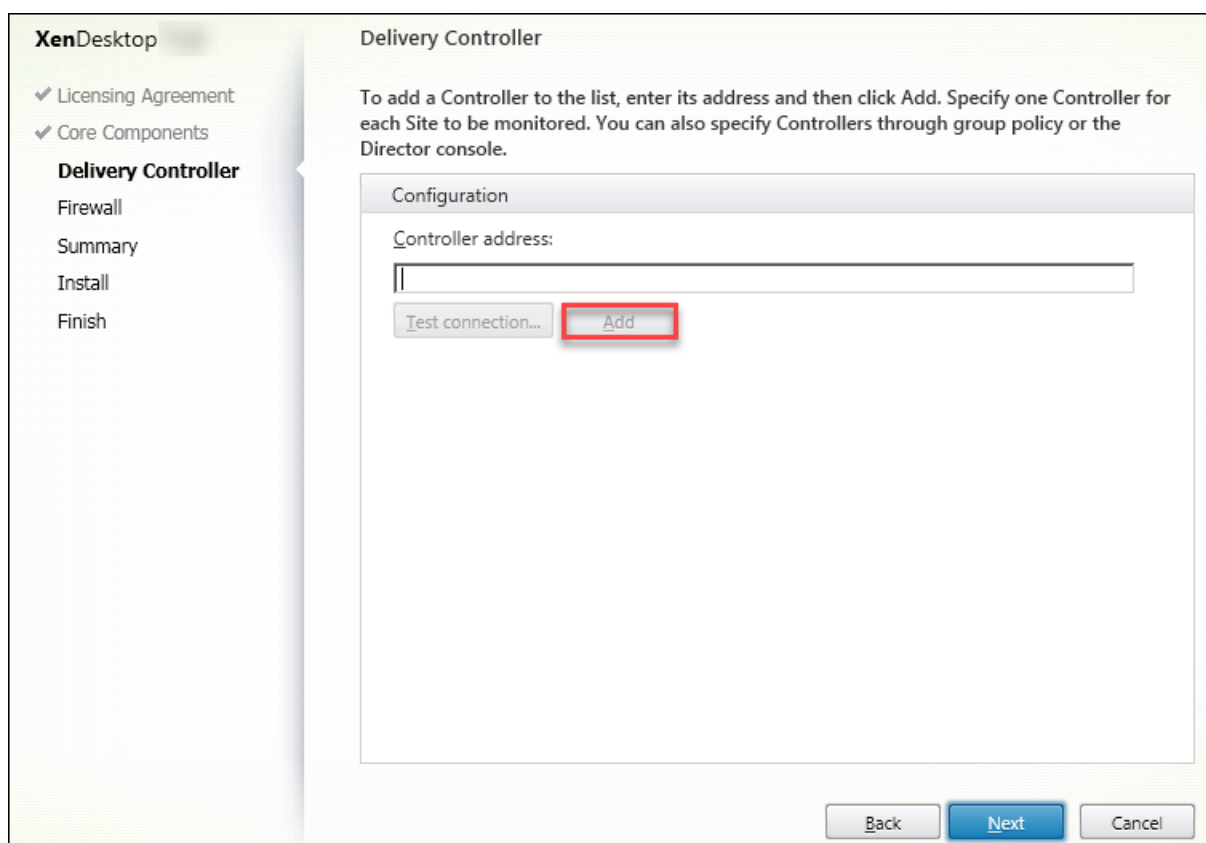 XenDesktop
Licensing Agreement
Core Components
Delivery Controller
Firewall
Summary
Install
Finish
Delivery Controller
To add a Controller to the list, enter its address and then click Add. Specify one Controller for
each Site to be monitored. You can also specify Controllers through group policy or the
Director console.
Configuration
Controller address:
Test connection...
Add
Back
Next
Cancel